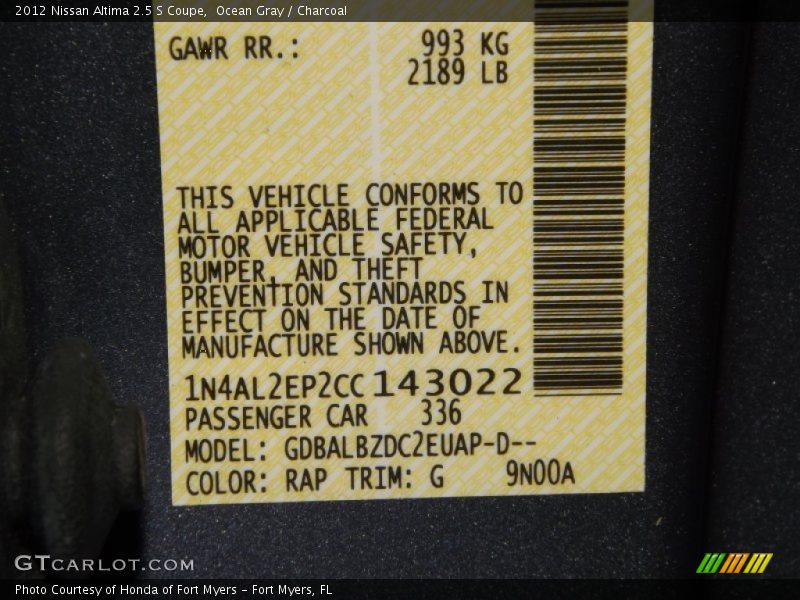 2012 Nissan Altima 2.5 S Coupe,  Ocean Gray / Charcoal
GAWR RR.: 993 KG
2189 LB
THIS VEHICLE CONFORMS TO
ALL APPLICABLE FEDERAL
MOTOR VEHICLE SAFETY,
BUMPER, AND THEFT
PREVENTION STANDARDS IN
EFFECT ON THE DATE OF
MANUFACTURE SHOWN ABOVE.
1N4AL2EP2CC143022
PASSENGER CAR 336
MODEL: GDBALBZDC2EUAP-D--
COLOR: RAP TRIM: G 9N00A
GTCARLOT.COM
Photo Courtesy of Honda of Fort Myers – Fort Myers, FL